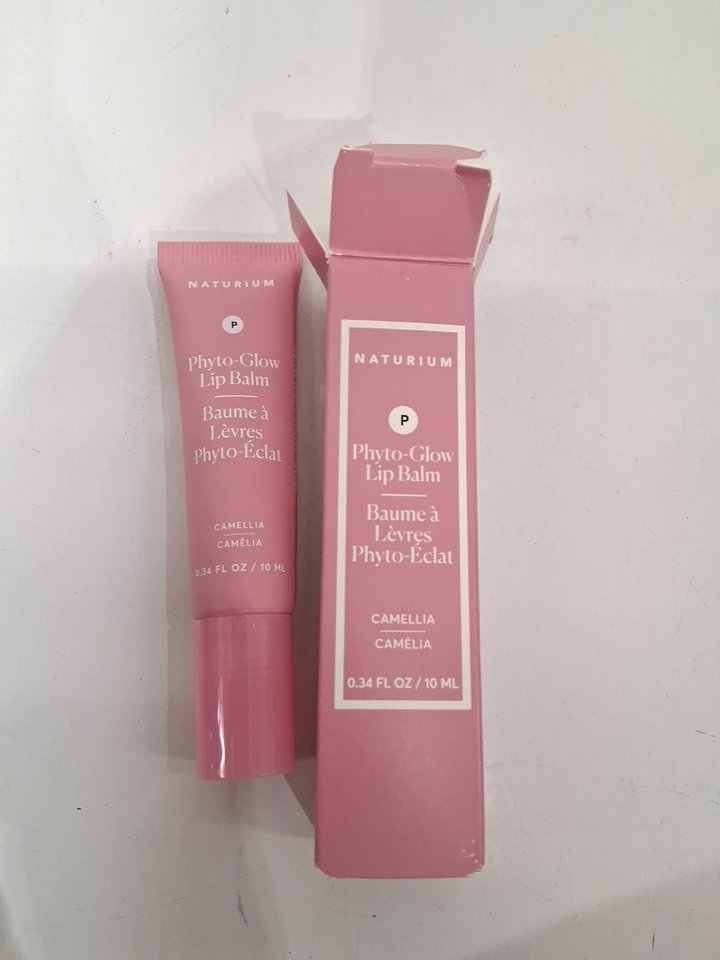 NATURIUM
P
Phyto-Glow
Lip Balm
Baume à
Lèvres
Phyto-Éclat
CAMELLIA
CAMÉLIA
0.34 FL OZ / 10 ML
NATURIUM
P
Phyto-Glow
Lip Balm
Baume à
Lèvres
Phyto-Éclat
CAMELLIA
CAMÉLIA
0.34 FL OZ / 10 ML